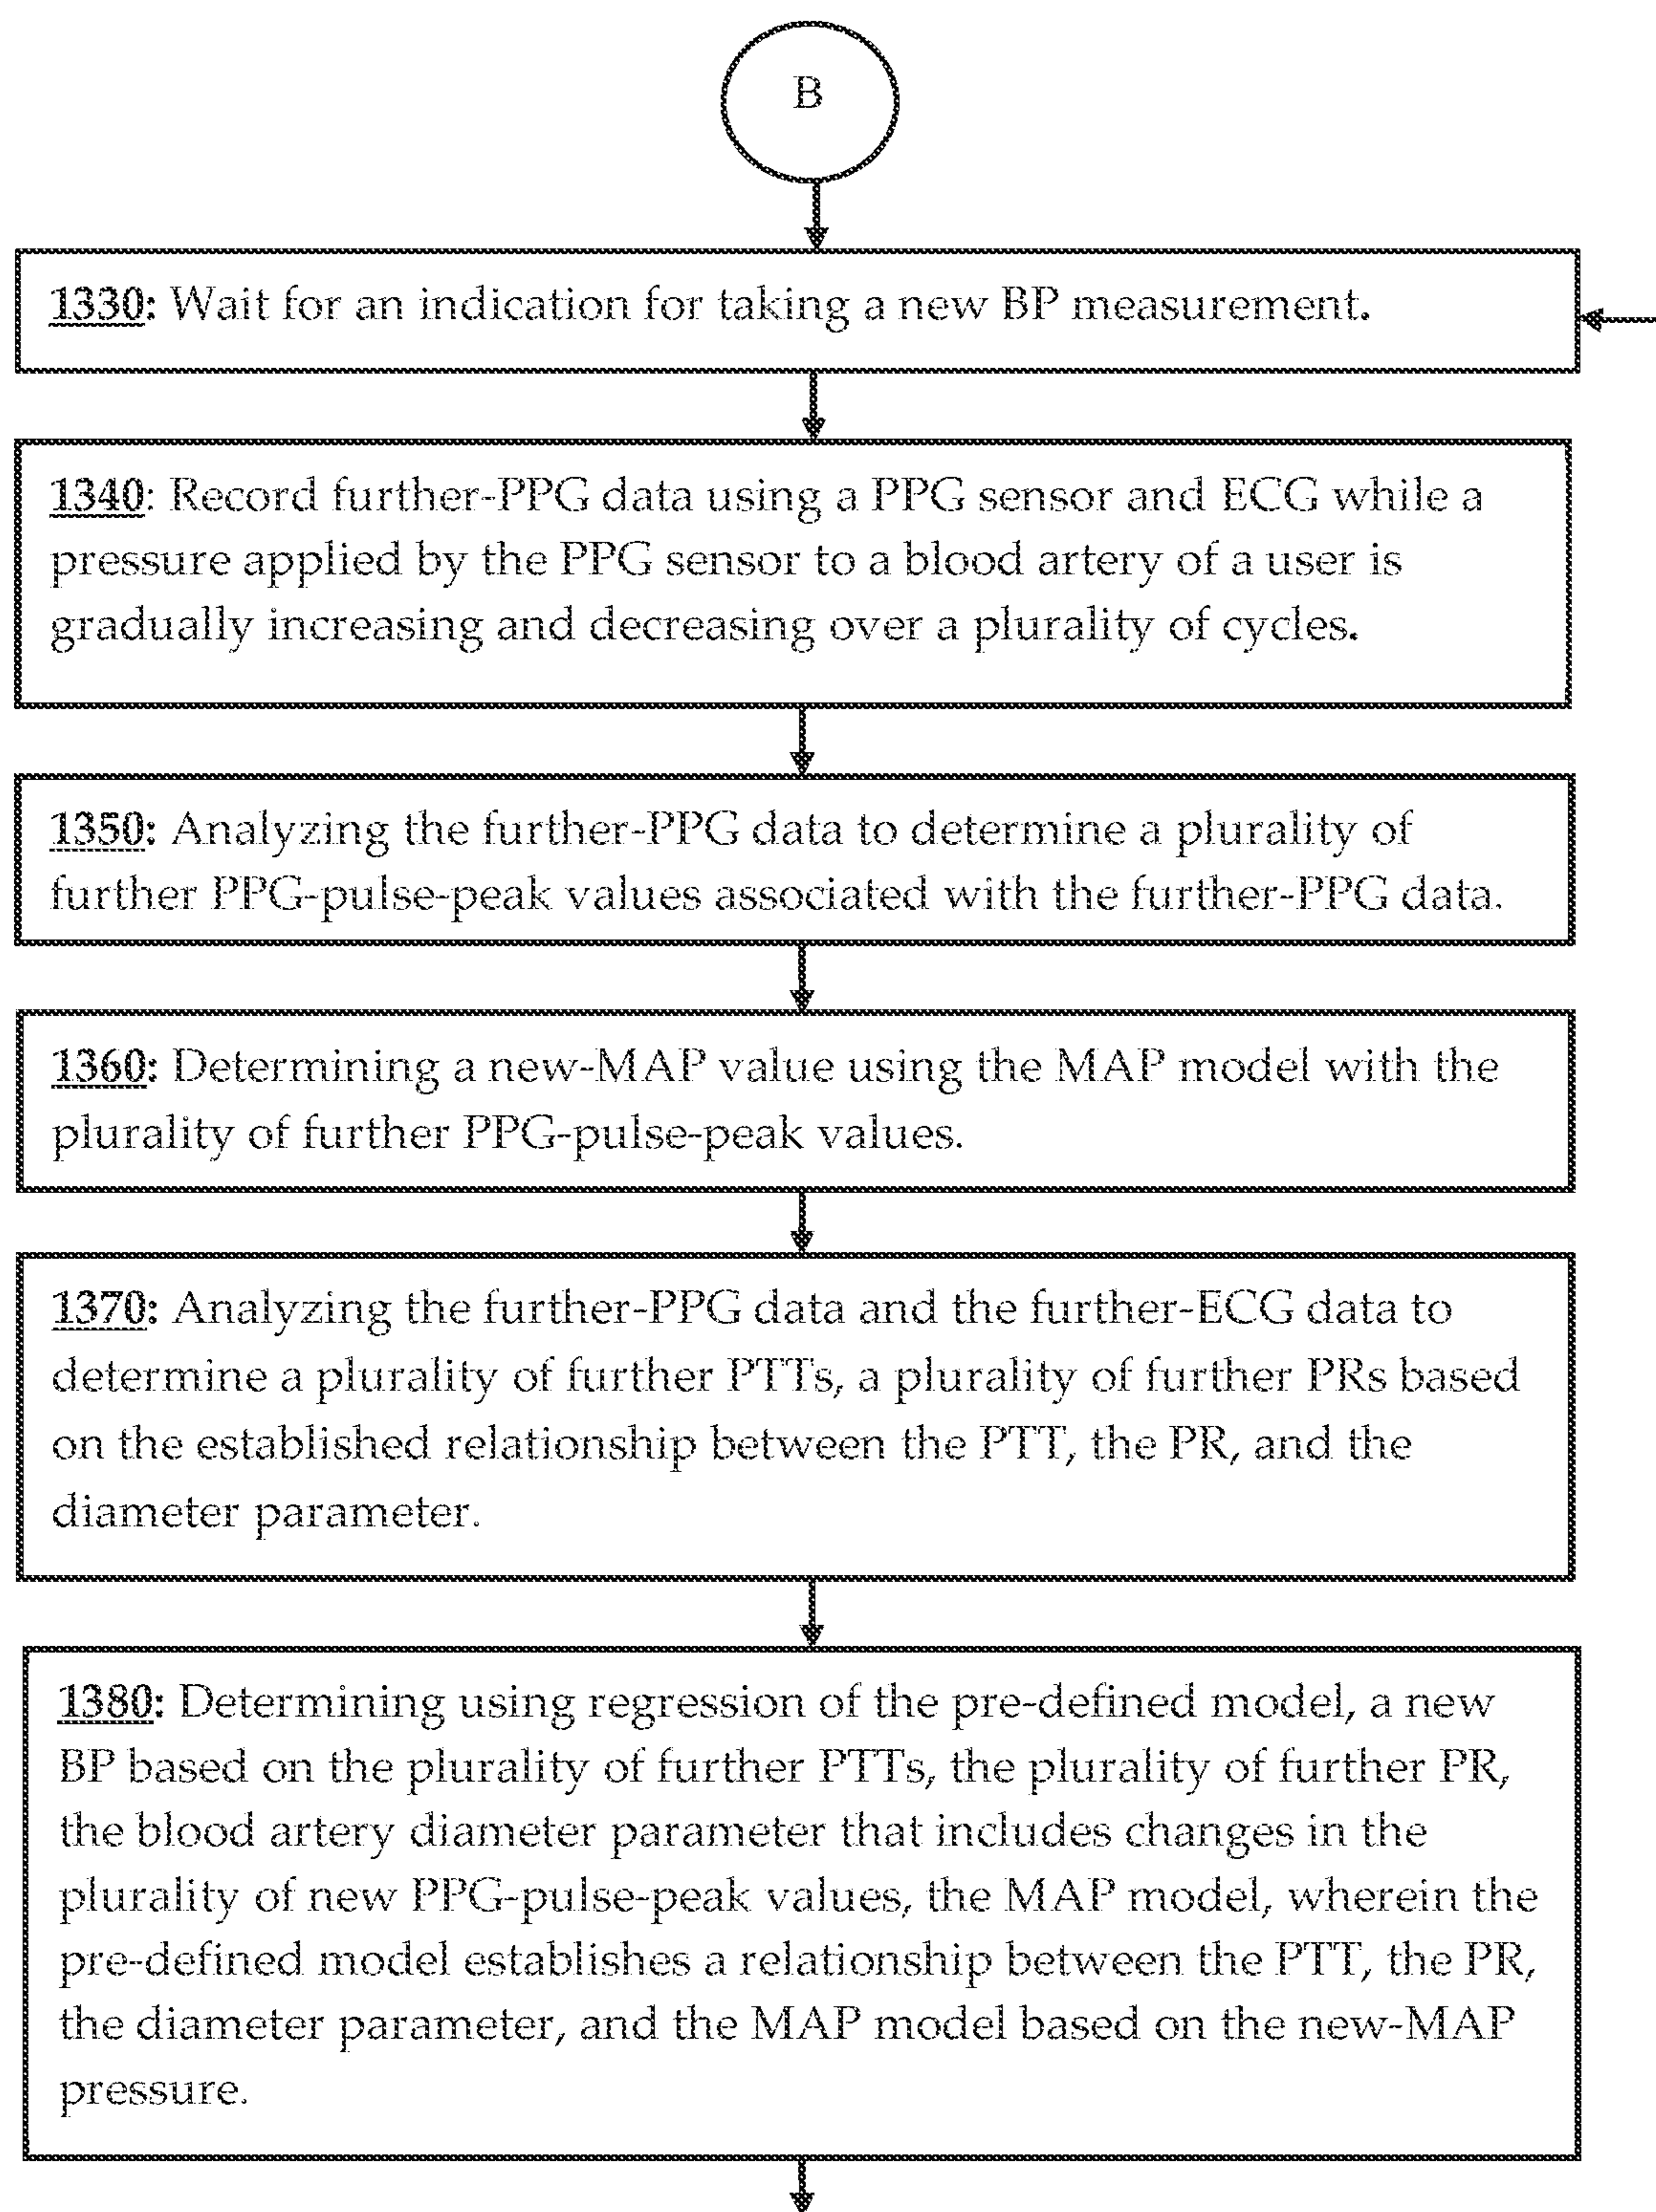 B
1330: Wait for an indication for taking a new BP measurement.
1340: Record further-PPG data using a PPG sensor and ECG while a
pressure applied by the PPG sensor to a blood artery of a user is
gradually increasing and decreasing over a plurality of cycles.
1350: Analyzing the further-PPG data to determine a plurality of
further PPG-pulse-peak values associated with the further-PPG data.
1360: Determining a new-MAP value using the MAP model with the
plurality of further PPG-pulse-peak values.
1370: Analyzing the further-PPG data and the further-ECG data to
determine a plurality of further PTTs, a plurality of further PRs based
on the established relationship between the PTT, the PR, and the
diameter parameter.
1380: Determining using regression of the pre-defined model, a new
BP based on the plurality of further PTTs, the plurality of further PR,
the blood artery diameter parameter that includes changes in the
plurality of new PPG-pulse-peak values, the MAP model, wherein the
pre-defined model establishes a relationship between the PTT, the PR,
the diameter parameter, and the MAP model based on the new-MAP
pressure.